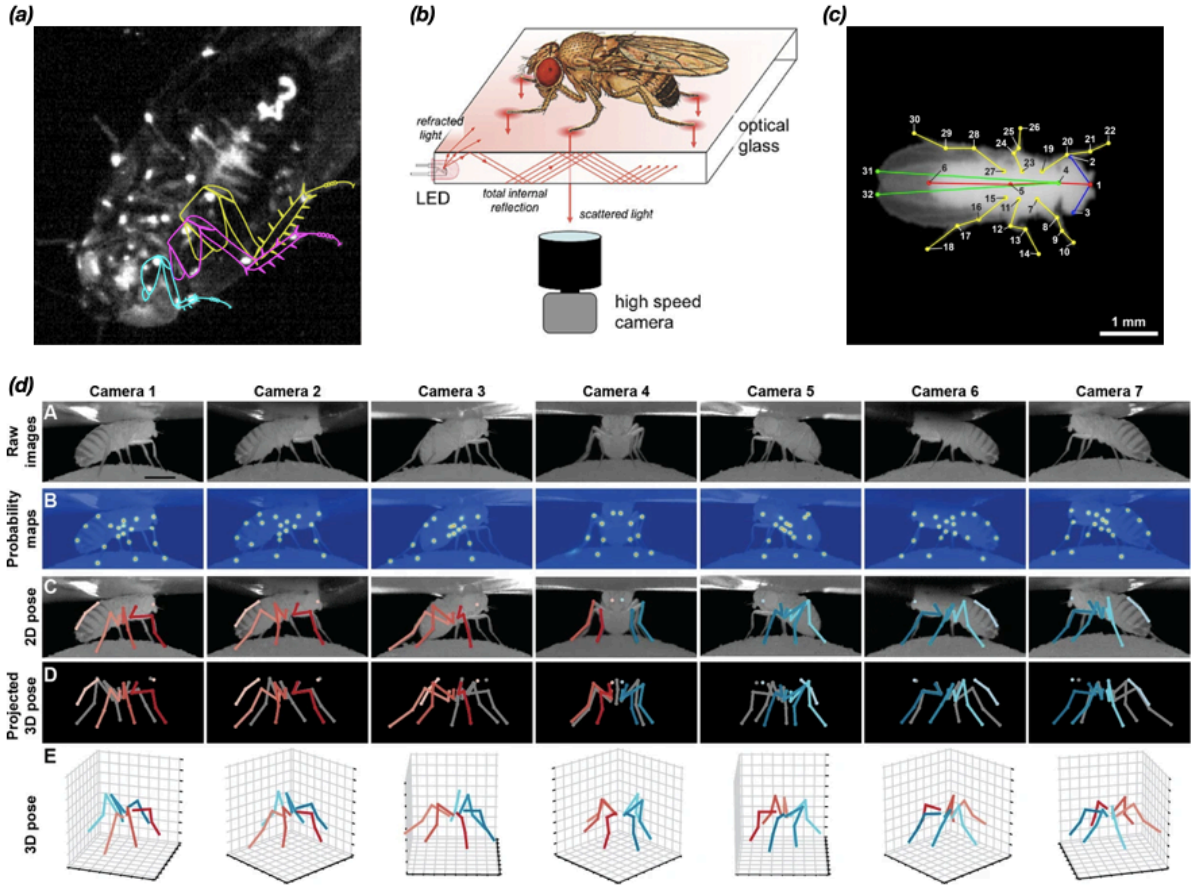 (a)
(b)
refracted
light
LED
total internal
reflection
scattered light
optical
glass
high speed
camera
(c)
30
29
28
25
26
24
23
19
20
21
22
2
27
31
6
4
1
32
5
15
7
3
16
11
8
17
12
13
9
18
14
10
1 mm
(d)
Camera 1
Camera 2
Camera 3
Camera 4
Camera 5
Camera 6
Camera 7
A
Raw
images
B
Probability
maps
C
2D pose
D
Projected
3D pose
E
3D pose